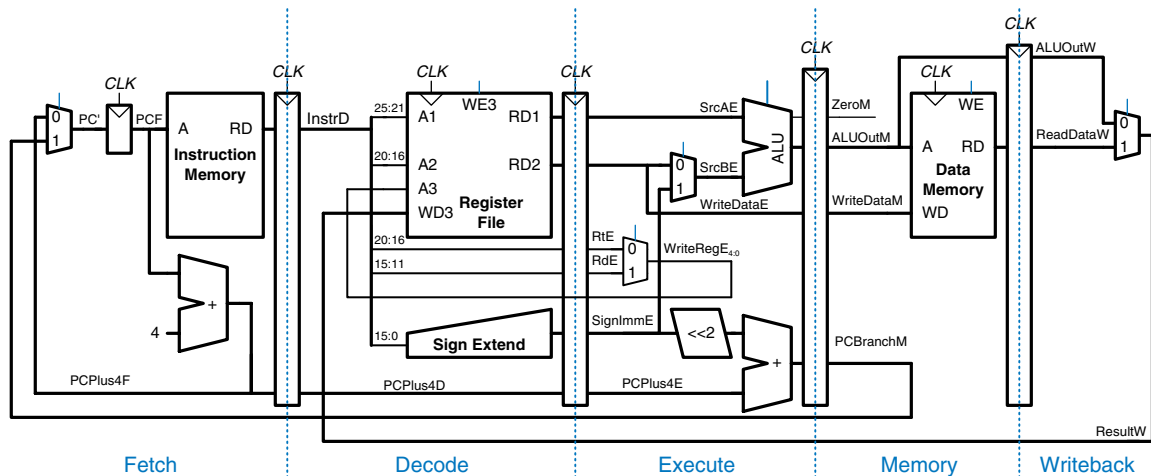 CLK
CLK
CLK
CLK
CLK
CLK
CLK
ALUOutW
0
1
PC'
PCF
A RD
Instruction
Memory
InstrD
25:21
A1
WE3
RD1
20:16
A2
RD2
A3
WD3
Register
File
SrcAE
0
1
SrcBE
ALU
ZeroM
ALUOutM
WE
A RD
Data
Memory
WD
ReadDataW
0
1
WriteDataE
WriteDataM
20:16
15:11
RtE
RdE
0
1
WriteRegE4:0
+
4
15:0
Sign Extend
SignImmE
<<2
+
PCBranchM
PCPlus4F
PCPlus4D
PCPlus4E
ResultW
Fetch
Decode
Execute
Memory
Writeback